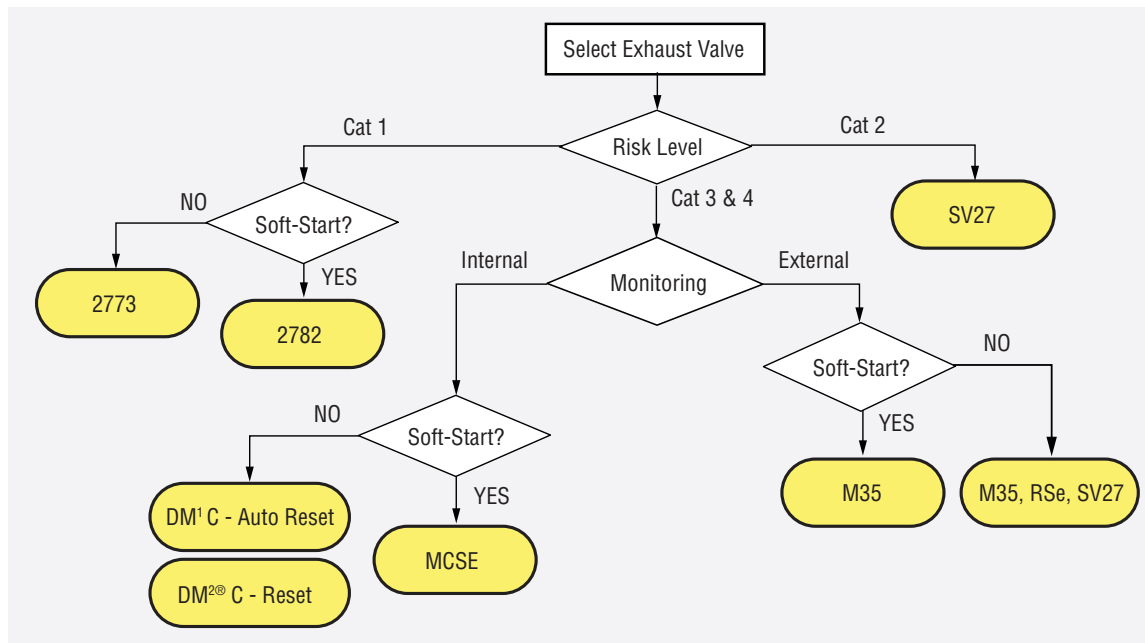 Select Exhaust Valve
Cat 1
Risk Level
Cat 2
NO
Soft-Start?
Cat 3 & 4
SV27
YES
Internal
Monitoring
External
2773
2782
Soft-Start?
NO
NO
Soft-Start?
YES
YES
DM¹ C - Auto Reset
MCSE
M35
M35, RSe, SV27
DM²® C - Reset